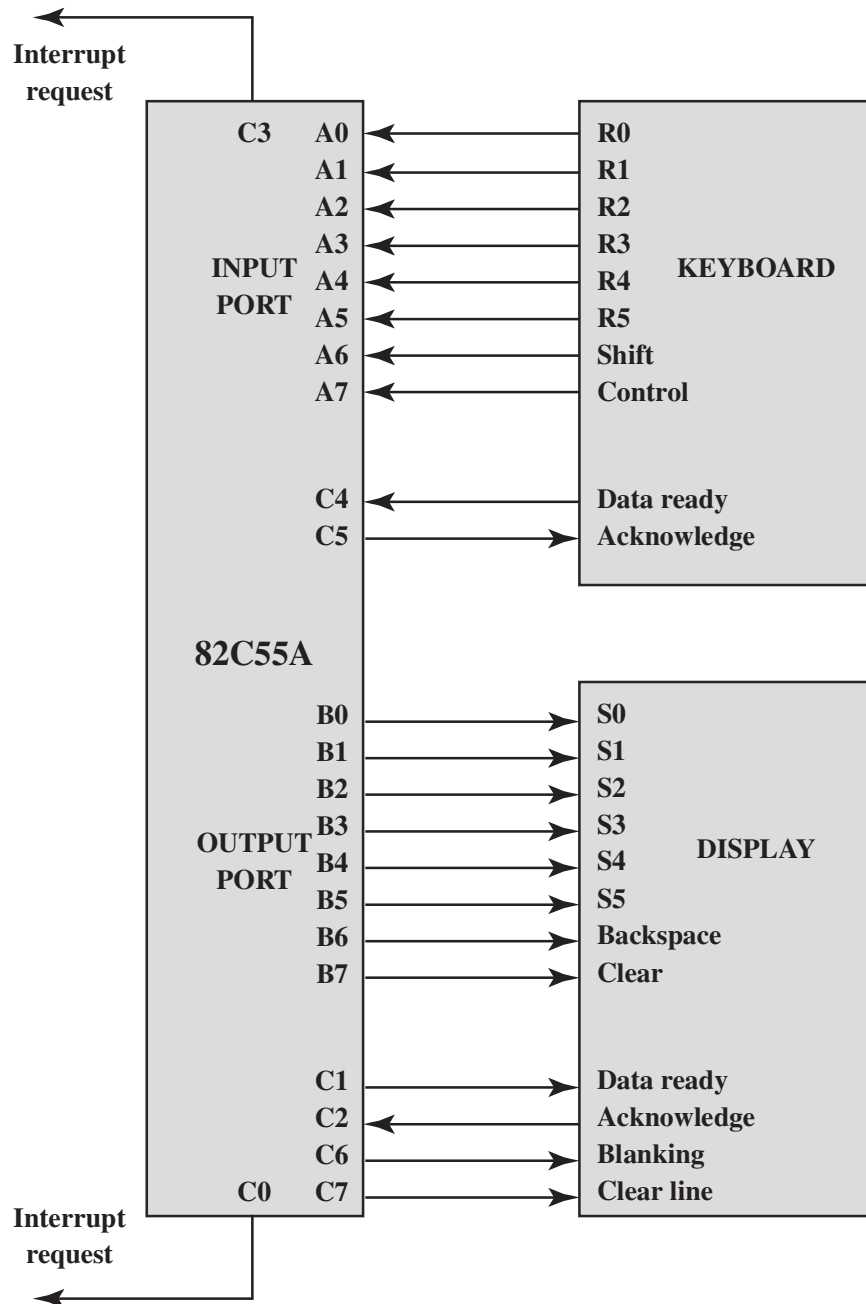 Interrupt
request
C3 A0 R0
A1 R1
A2 R2
A3 R3
INPUT
PORT
KEYBOARD
A4 R4
A5 R5
A6 Shift
A7 Control
C4 Data ready
C5 Acknowledge
82C55A
B0 S0
B1 S1
B2 S2
B3 S3
OUTPUT
PORT
DISPLAY
B4 S4
B5 S5
B6 Backspace
B7 Clear
C1 Data ready
C2 Acknowledge
C6 Blanking
C0 C7 Clear line
Interrupt
request